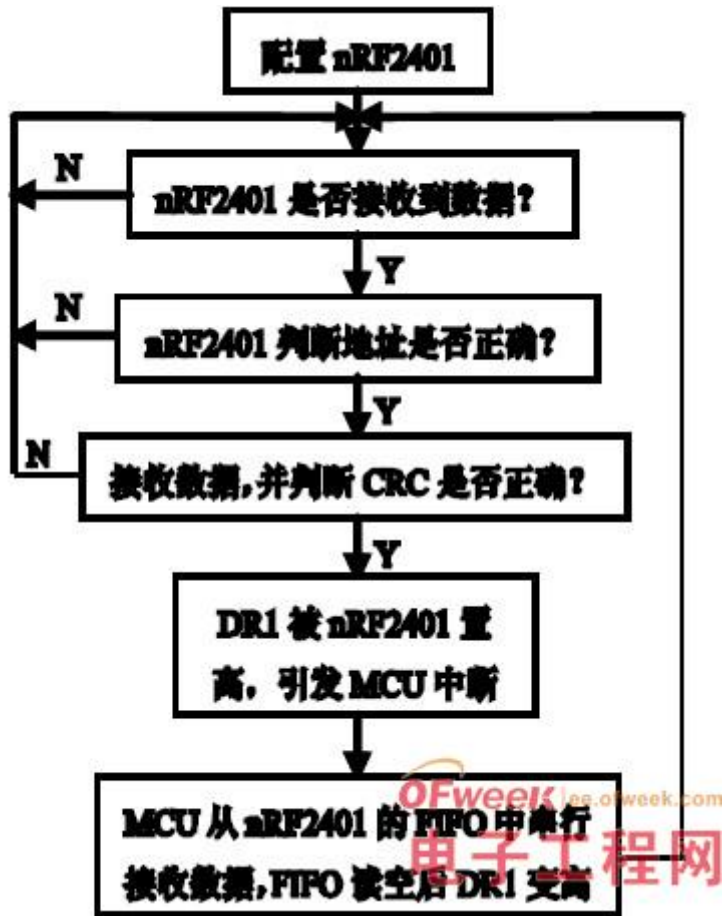 配置 nRF2401
N
nRF2401 是否接收到数据?
Y
N
nRF2401 判断地址是否正确?
Y
N
接收数据,并判断 CRC 是否正确?
Y
DR1 被 nRF2401 置
高，引发 MCU 中断
OFweek ee.ofweek.com
MCU 从 nRF2401 的 FIFO 中串行
电子工程网
接收数据,FIFO 读空后 DR1 变高